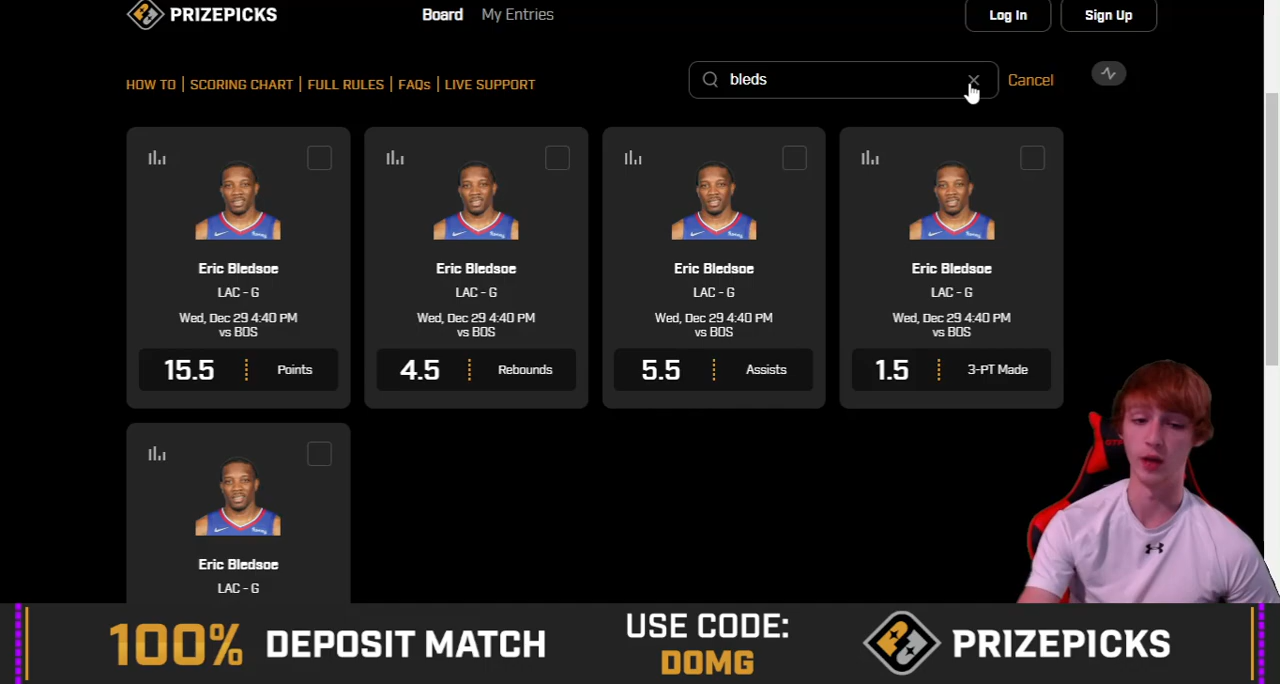 PRIZEPICKS
Board My Entries
Log In Sign Up
HOW TO | SCORING CHART | FULL RULES | FAQs | LIVE SUPPORT
bleds
Cancel
Eric Bledsoe
LAC - G
Wed, Dec 29 4:40 PM
vs BOS
15.5 Points
Eric Bledsoe
LAC - G
Wed, Dec 29 4:40 PM
vs BOS
4.5 Rebounds
Eric Bledsoe
LAC - G
Wed, Dec 29 4:40 PM
vs BOS
5.5 Assists
Eric Bledsoe
LAC - G
Wed, Dec 29 4:40 PM
vs BOS
1.5 3-PT Made
Eric Bledsoe
LAC - G
100% DEPOSIT MATCH
USE CODE:
DOMG
PRIZEPICKS